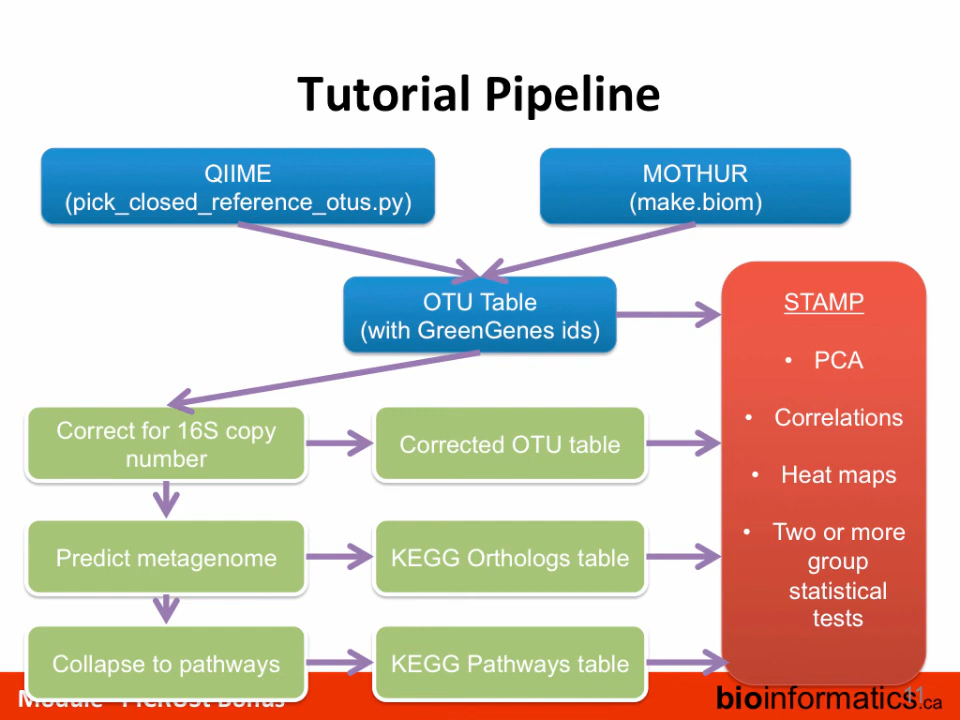 Tutorial Pipeline
QIIME
(pick_closed_reference_otus.py)
MOTHUR
(make.biom)
OTU Table
(with GreenGenes ids)
STAMP
• PCA
• Correlations
• Heat maps
• Two or more
group
statistical
tests
Correct for 16S copy
number
Corrected OTU table
Predict metagenome
KEGG Orthologs table
Collapse to pathways
KEGG Pathways table
bioinformatics.ca
11